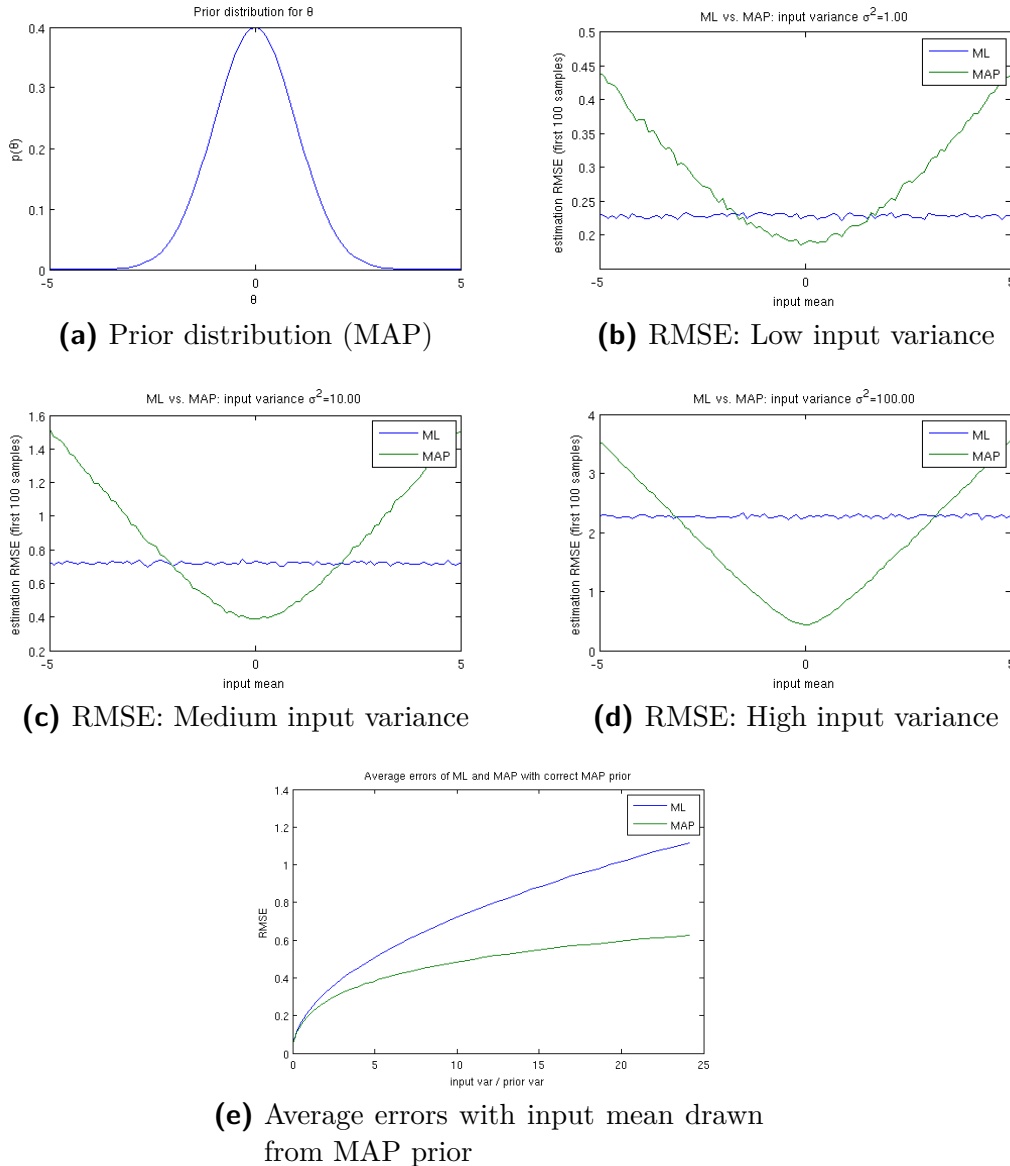 Prior distribution for θ
0.4
0.3
0.2
0.1
0
p(θ)
-5
0
5
θ
(a) Prior distribution (MAP)
ML vs. MAP: input variance σ²=1.00
0.5
0.45
0.4
0.35
0.3
0.25
0.2
estimation RMSE (first 100 samples)
ML
MAP
-5
0
5
input mean
(b) RMSE: Low input variance
ML vs. MAP: input variance σ²=10.00
1.6
1.4
1.2
1
0.8
0.6
0.4
0.2
estimation RMSE (first 100 samples)
ML
MAP
-5
0
5
input mean
(c) RMSE: Medium input variance
ML vs. MAP: input variance σ²=100.00
4
3
2
1
0
estimation RMSE (first 100 samples)
ML
MAP
-5
0
5
input mean
(d) RMSE: High input variance
Average errors of ML and MAP with correct MAP prior
1.4
1.2
1
0.8
0.6
0.4
0.2
0
RMSE
ML
MAP
0
5
10
15
20
25
input var / prior var
(e) Average errors with input mean drawn
from MAP prior